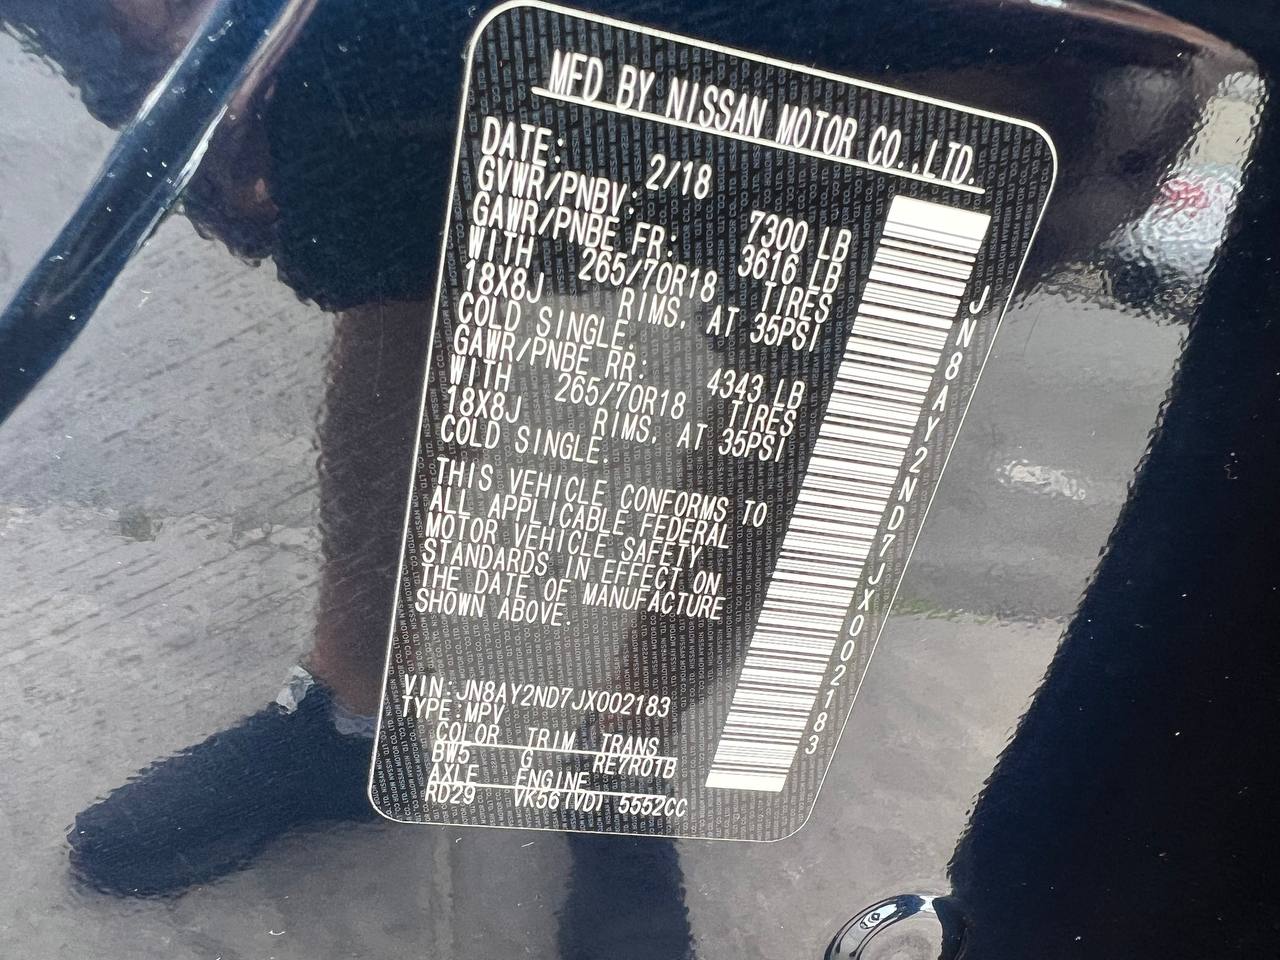 MFD BY NISSAN MOTOR CO.,LTD.
DATE: 2/18
GVWR/PNBV: 7300 LB
GAWR/PNBE FR: 3616 LB
WITH 265/70R18 TIRES
18X8J RIMS, AT 35PSI
COLD SINGLE.
GAWR/PNBE RR: 4343 LB
WITH 265/70R18 TIRES
18X8J RIMS, AT 35PSI
COLD SINGLE.
THIS VEHICLE CONFORMS TO
ALL APPLICABLE FEDERAL
MOTOR VEHICLE SAFETY
STANDARDS IN EFFECT ON
THE DATE OF MANUFACTURE
SHOWN ABOVE.
VIN:JN8AY2ND7JX002183
TYPE:MPV
COLOR TRIM TRANS
BW5 G RE7R01B
AXLE ENGINE
RD29 VK56(VD) 5552CC
JN8AY2ND7JX002183